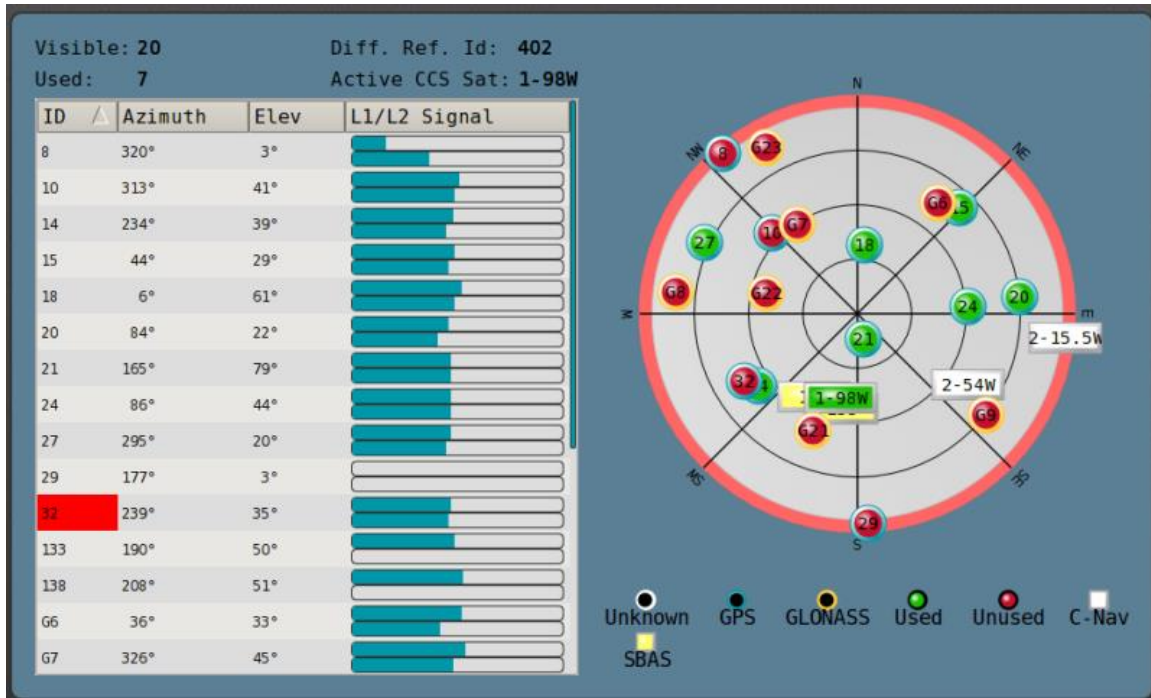 Visible: 20 Diff. Ref. Id: 402
Used: 7 Active CCS Sat: 1-98W
ID Azimuth Elev L1/L2 Signal
8 320° 3°
10 313° 41°
14 234° 39°
15 44° 29°
18 6° 61°
20 84° 22°
21 165° 79°
24 86° 44°
27 295° 20°
29 177° 3°
32 239° 35°
133 190° 50°
138 208° 51°
G6 36° 33°
G7 326° 45°
N
NW 8 G23 NE
G6 15
27 10 G7 18
G8 G22 24 20
W E
21 2-15.5W
32 2-54W
1-98W
G21 G9
SW SE
29
S
Unknown GPS GLONASS Used Unused C-Nav
SBAS